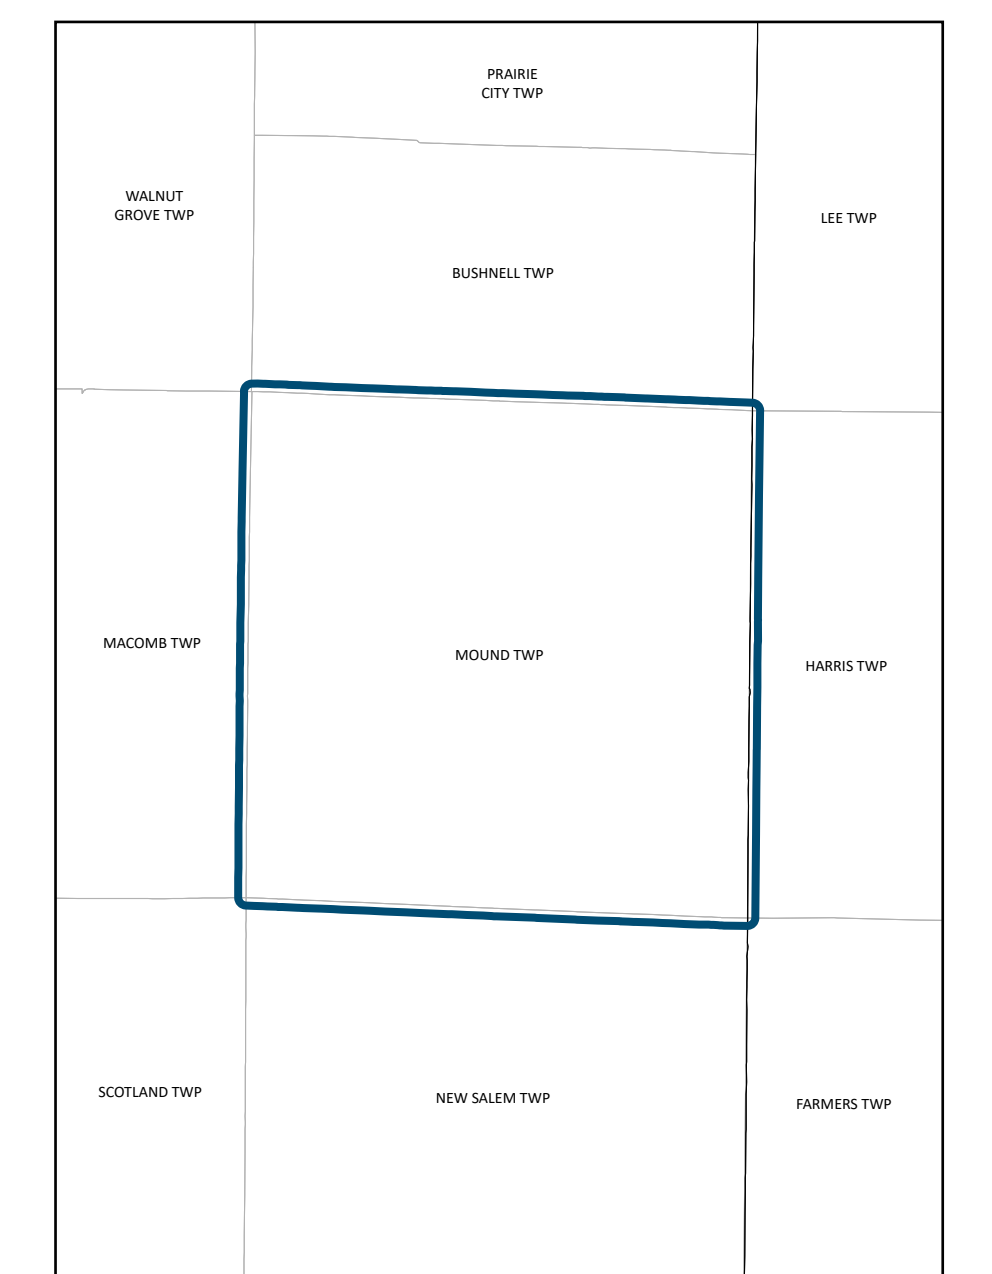 PRAIRIE
CITY TWP
WALNUT
GROVE TWP
LEE TWP
BUSHNELL TWP
MACOMB TWP
MOUND TWP
HARRIS TWP
SCOTLAND TWP
NEW SALEM TWP
FARMERS TWP